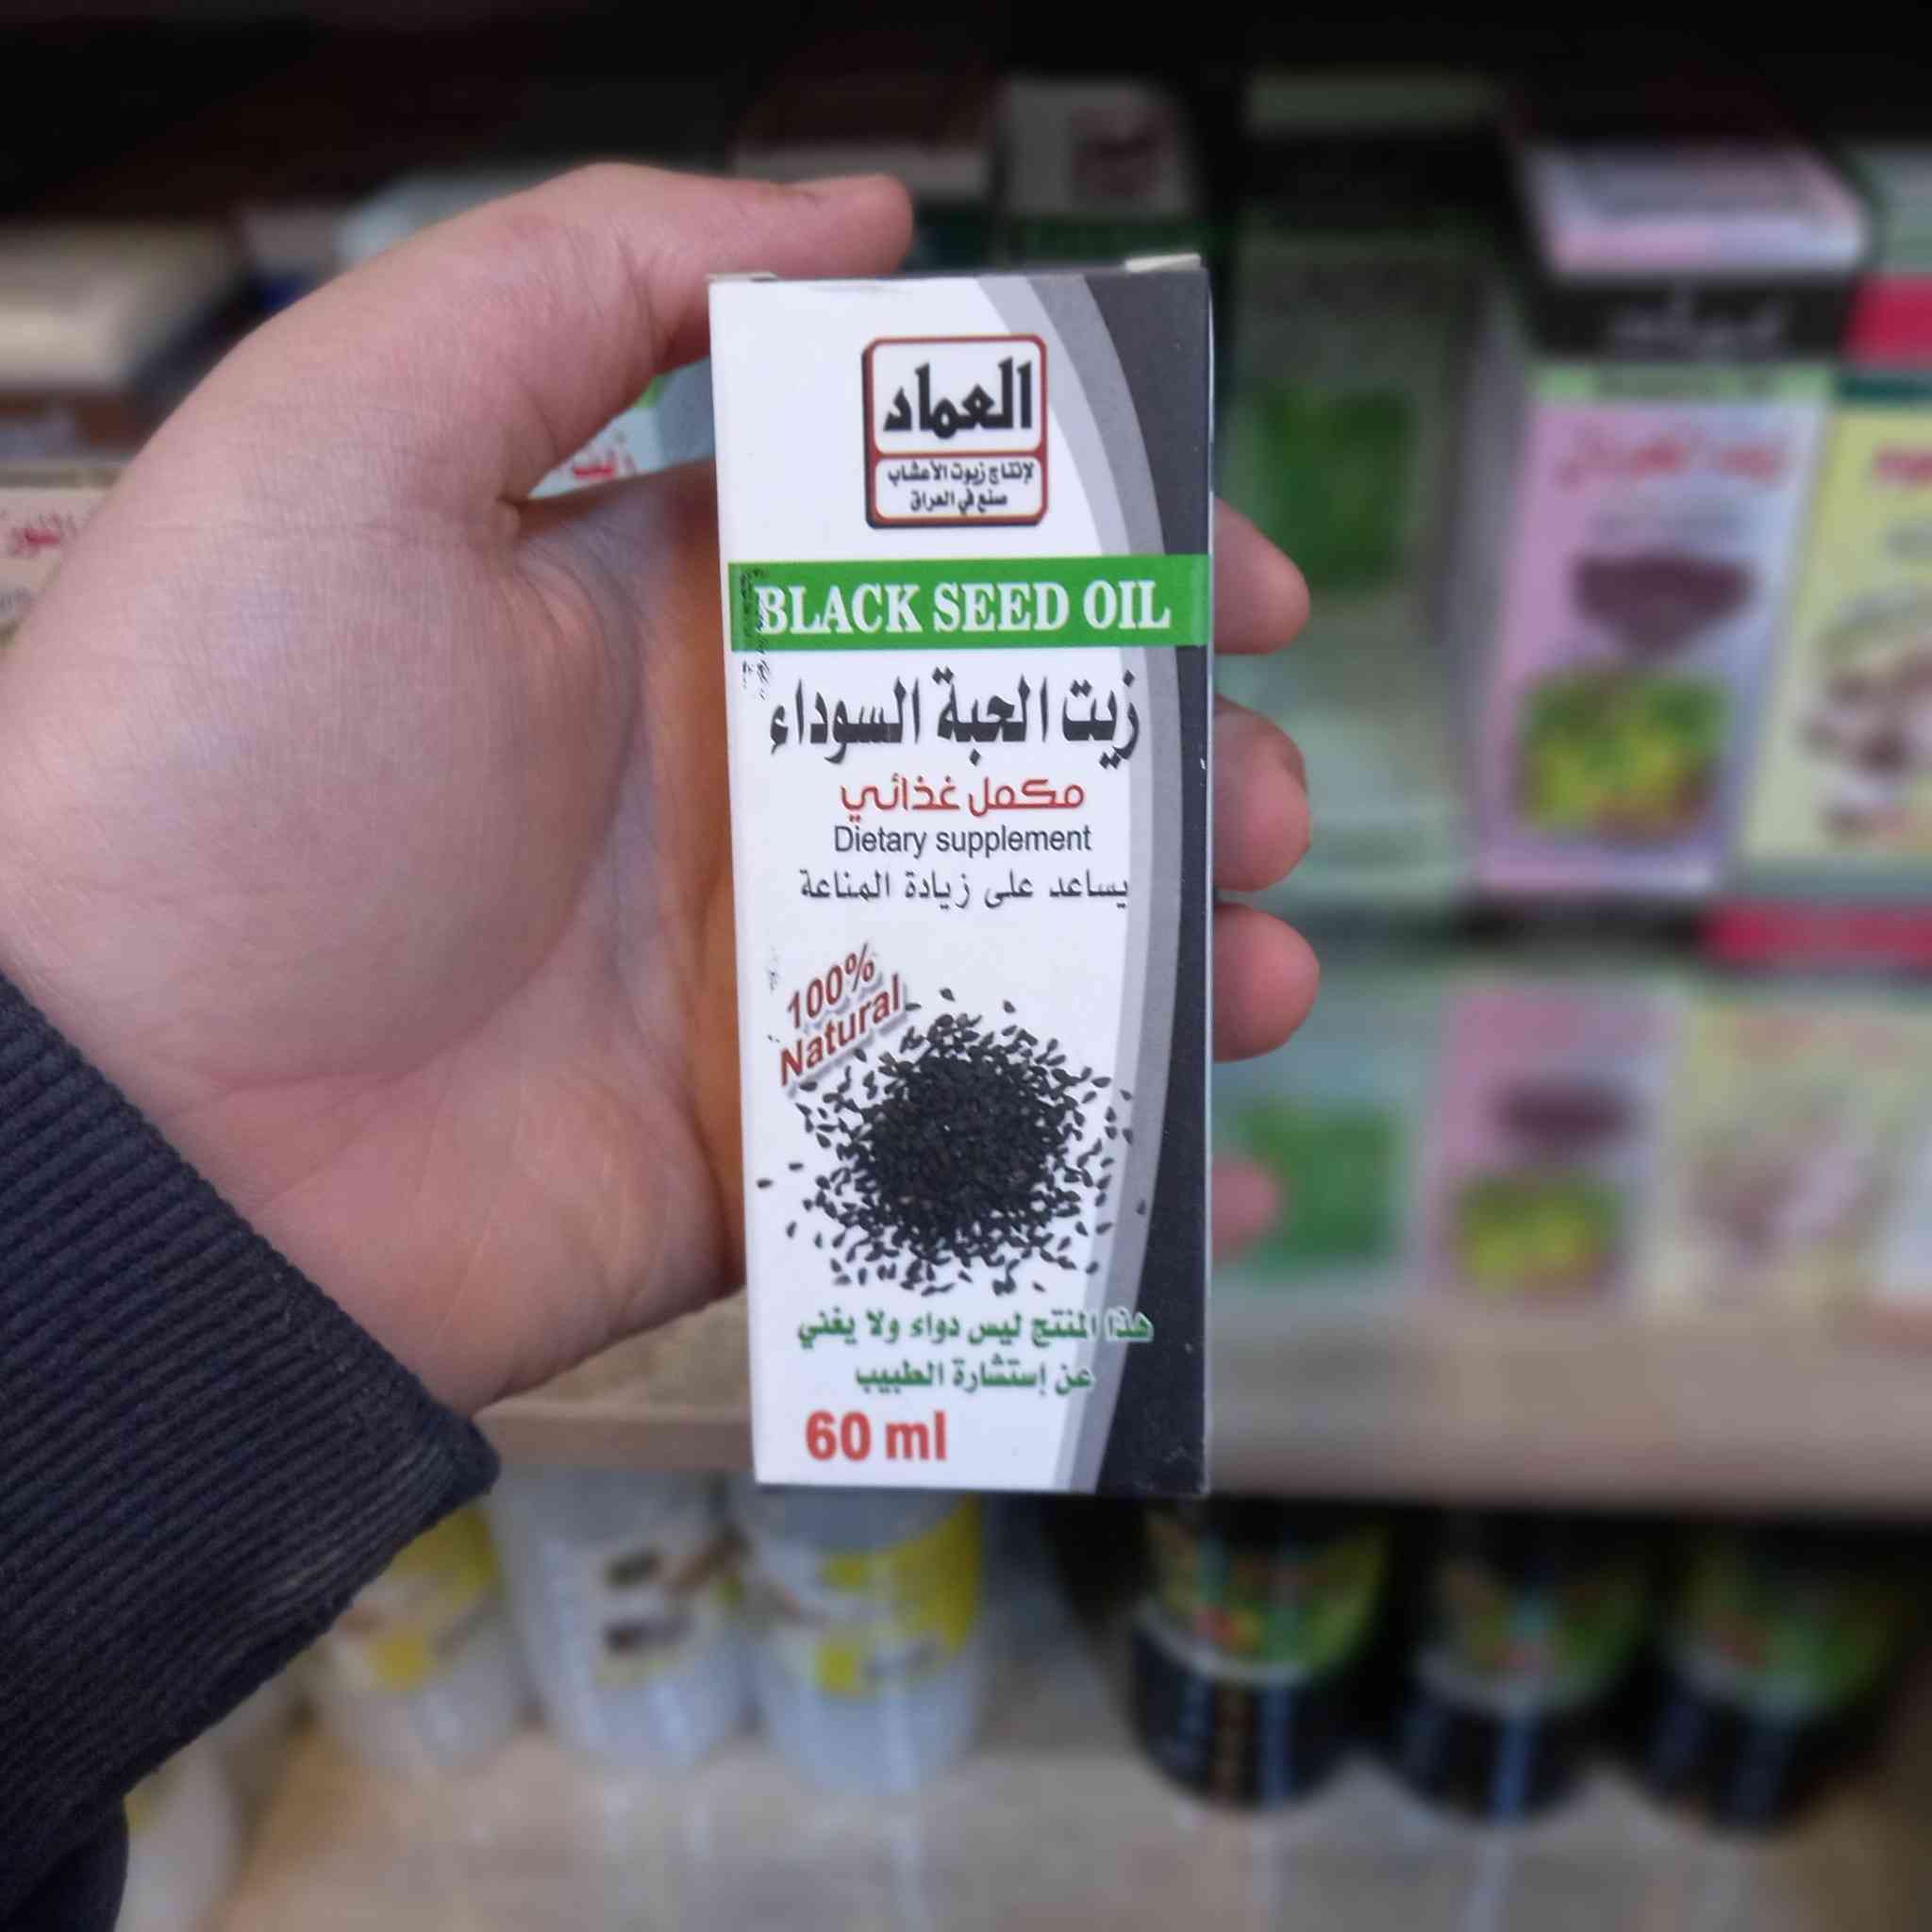 العماد
لإنتاج زيوت الأعشاب
صنع في العراق
BLACK SEED OIL
زيت الحبة السوداء
مكمل غذائي
Dietary supplement
يساعد على زيادة المناعة
100%
Natural
هذا المنتج ليس دواء ولا يغني
عن إستشارة الطبيب
60 ml